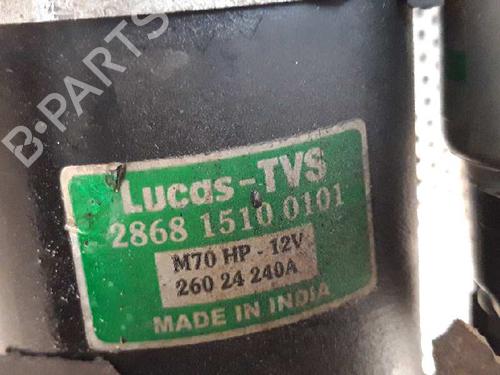 B-PARTS
Lucas-TVS
2868 1510 0101
M70 HP - 12V
260 24 240A
MADE IN INDIA